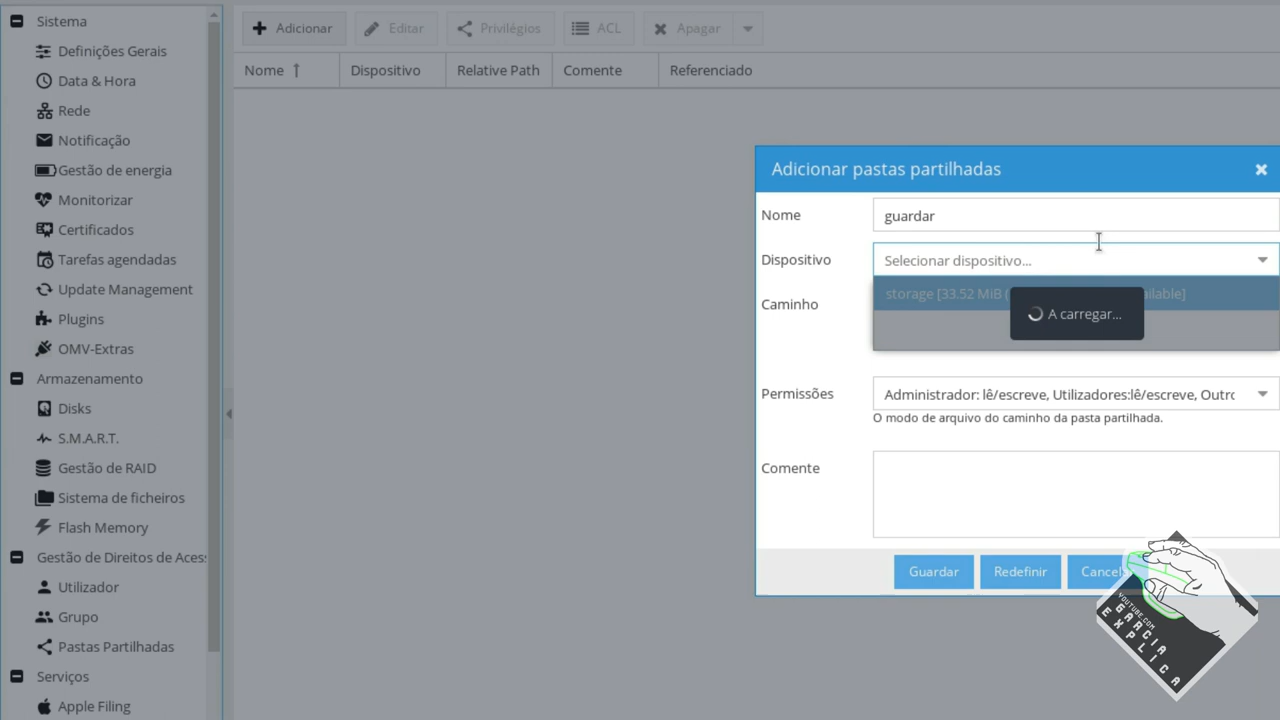 Sistema
Definições Gerais
Data & Hora
Rede
Notificação
Gestão de energia
Monitorizar
Certificados
Tarefas agendadas
Update Management
Plugins
OMV-Extras
Armazenamento
Disks
S.M.A.R.T.
Gestão de RAID
Sistema de ficheiros
Flash Memory
Gestão de Direitos de Aces
Utilizador
Grupo
Pastas Partilhadas
Serviços
Apple Filing
Adicionar Editar Privilégios ACL Apagar
Nome Dispositivo Relative Path Comente Referenciado
Adicionar pastas partilhadas
Nome guardar
Dispositivo Selecionar dispositivo...
storage [33.52 MiB ( ailable]
A carregar...
Caminho
Permissões Administrador: lê/escreve, Utilizadores:lê/escreve, Outro
O modo de arquivo do caminho da pasta partilhada.
Comente
Guardar Redefinir Cancel
YOUTUBE.COM
GARCIA
EXPLICA